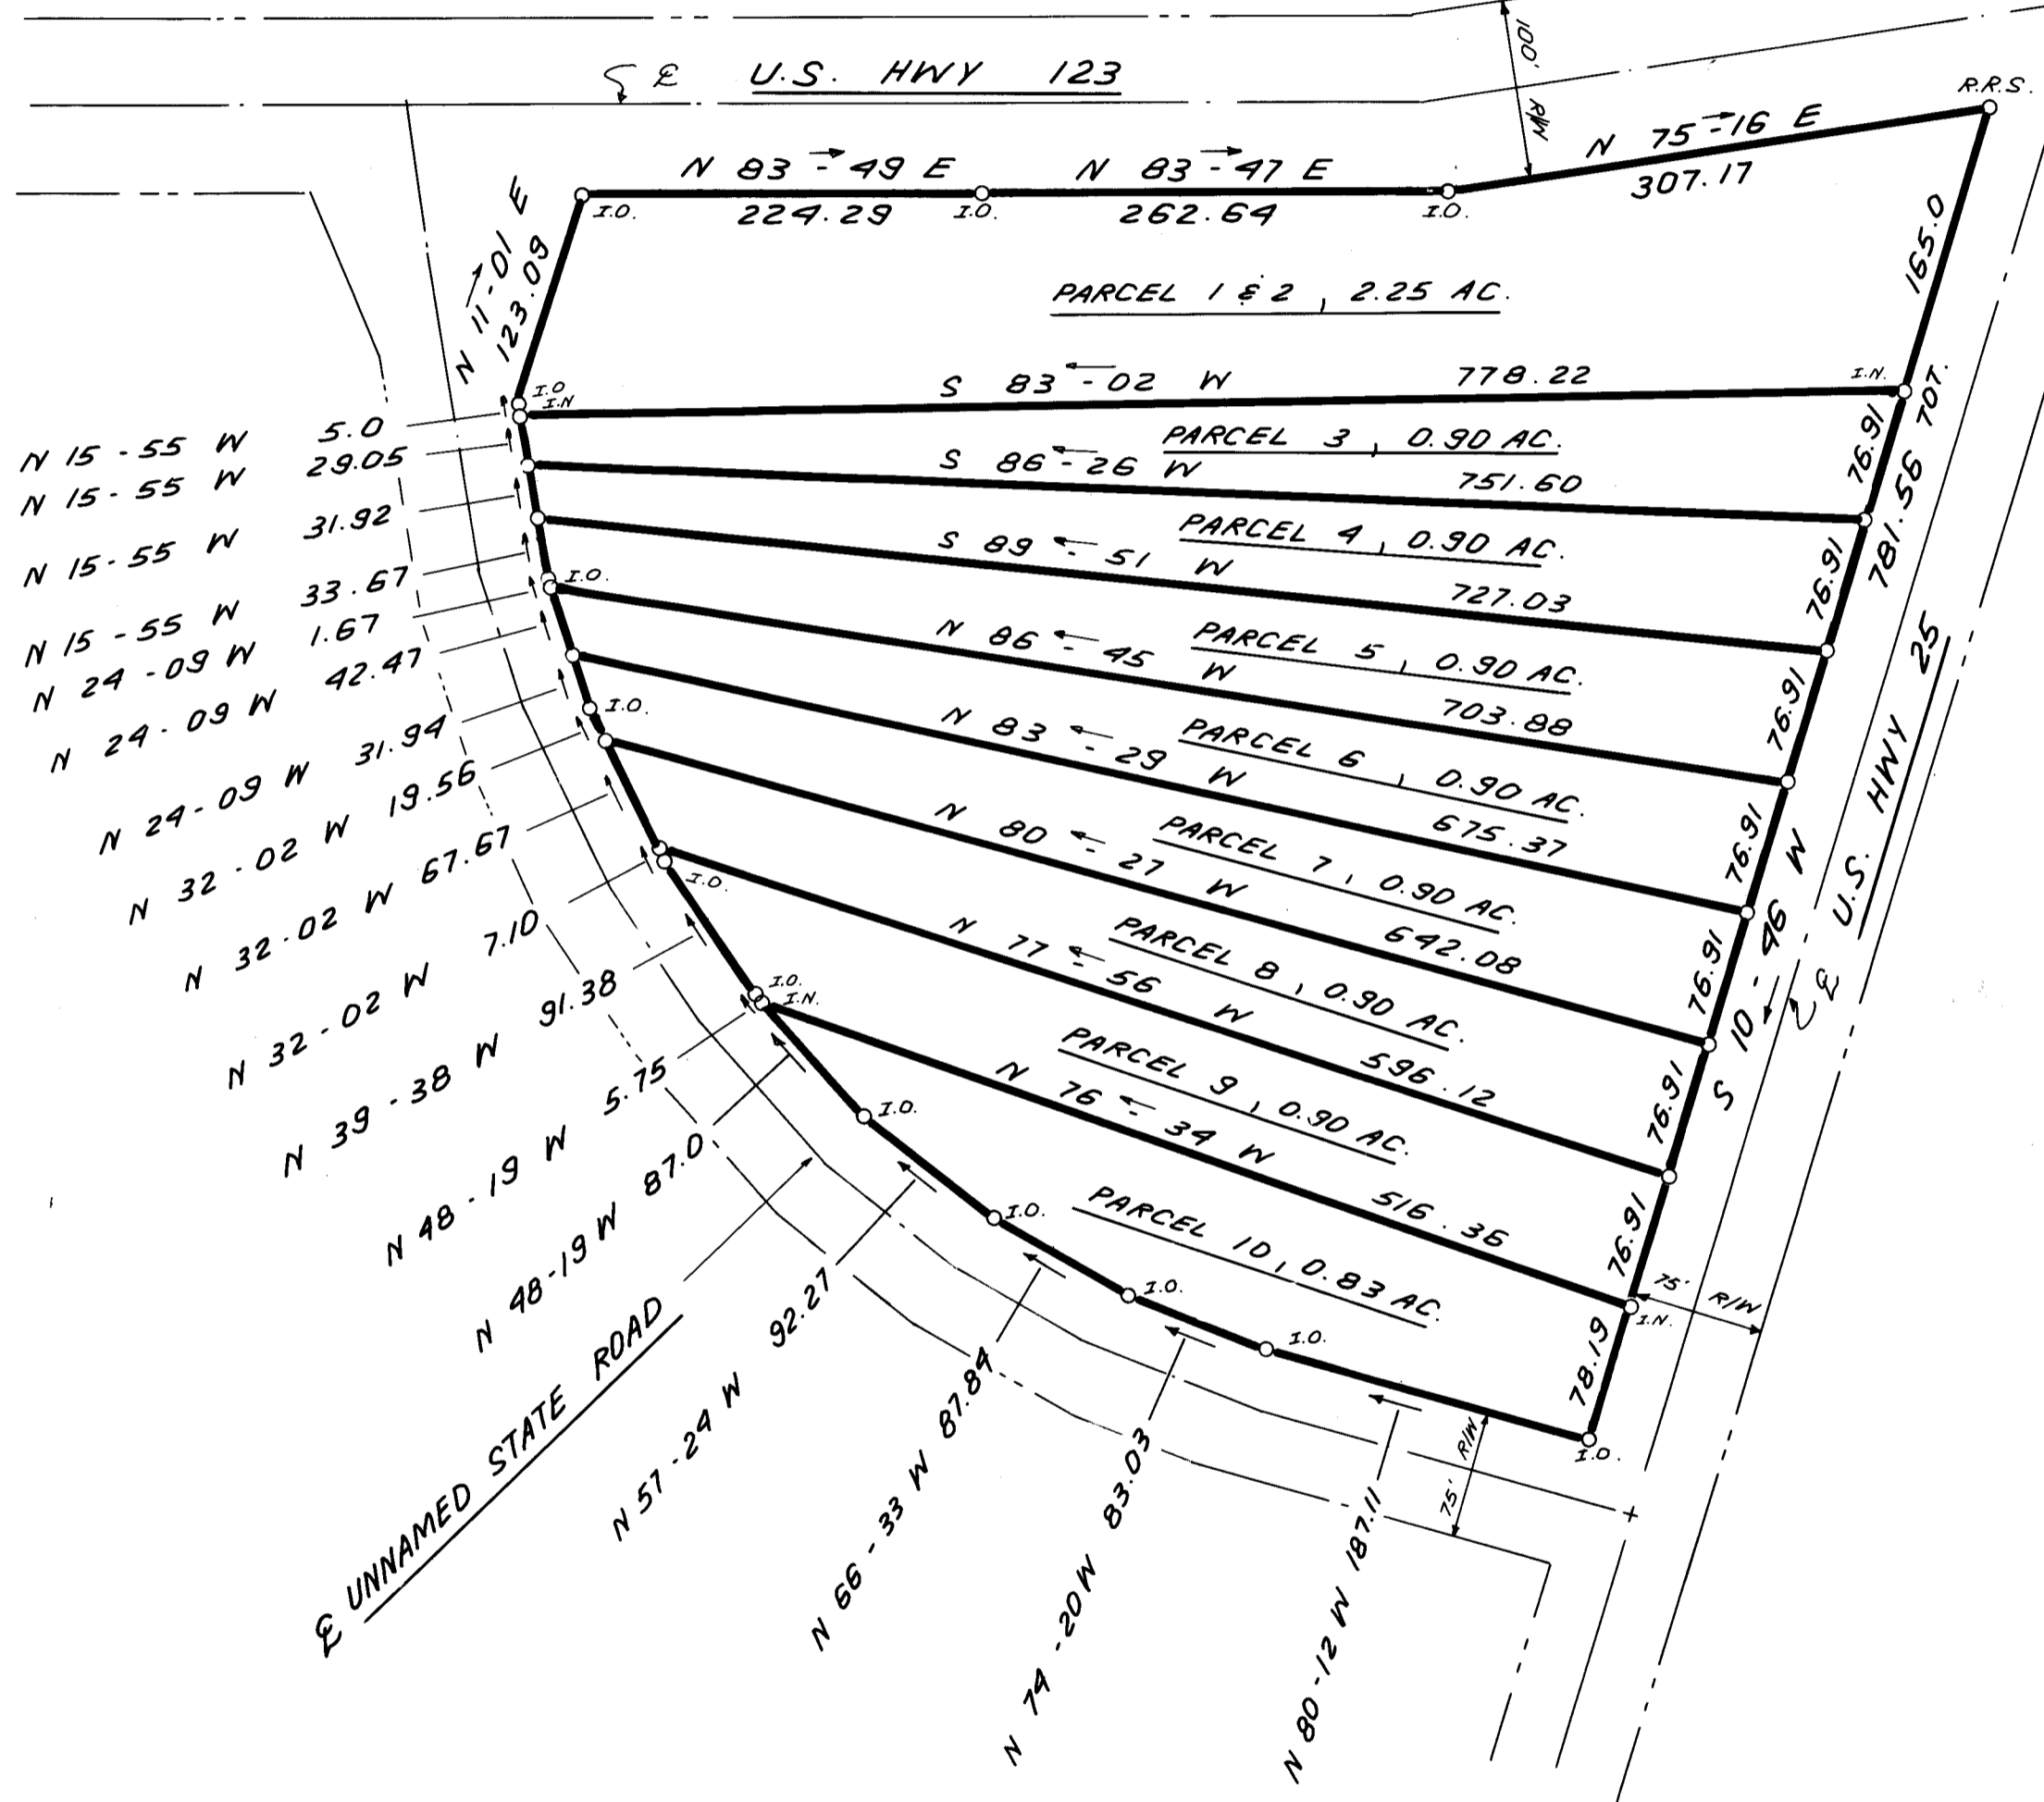 ℄ U.S. HWY 123
100'
R/W
R.R.S.
N 75-16 E
307.17
N 83-49 E
224.29
N 83-47 E
262.64
I.O.
I.O.
I.O.
N 11-01 E
123.09
165.0
PARCEL 1 & 2 , 2.25 AC.
I.O
I.N
S 83-02 W 778.22
I.N.
N 15-55 W 5.0
N 15-55 W 29.05
N 15-55 W 31.92
N 15-55 W 33.67
N 24-09 W 1.67
N 24-09 W 42.47
N 24-09 W 31.94
N 32-02 W 19.56
N 32-02 W 67.67
N 32-02 W 7.10
N 39-38 W 91.38
N 48-19 W 5.75
N 48-19 W 87.0
N 57-24 W 92.27
N 66-33 W 87.84
N 74-20 W 83.03
N 80-12 W 187.11
PARCEL 3 , 0.90 AC.
S 86-26 W 751.60
76.91
PARCEL 4 , 0.90 AC.
S 89-51 W 727.03
76.91
I.O.
PARCEL 5 , 0.90 AC.
N 86-45 W 703.88
76.91
PARCEL 6 , 0.90 AC.
N 83-29 W 675.37
76.91
I.O.
PARCEL 7 , 0.90 AC.
N 80-27 W 642.08
76.91
PARCEL 8 , 0.90 AC.
N 77-56 W 596.12
76.91
I.O.
PARCEL 9 , 0.90 AC.
N 76-34 W 516.36
76.91
I.O.
I.N.
PARCEL 10, 0.83 AC.
78.19
I.N.
I.O.
I.O.
I.O.
I.O.
I.O.
781.56 TOT.
S 10-46 W
℄ U.S. HWY 25
75' R/W
75' R/W
℄ UNNAMED STATE ROAD